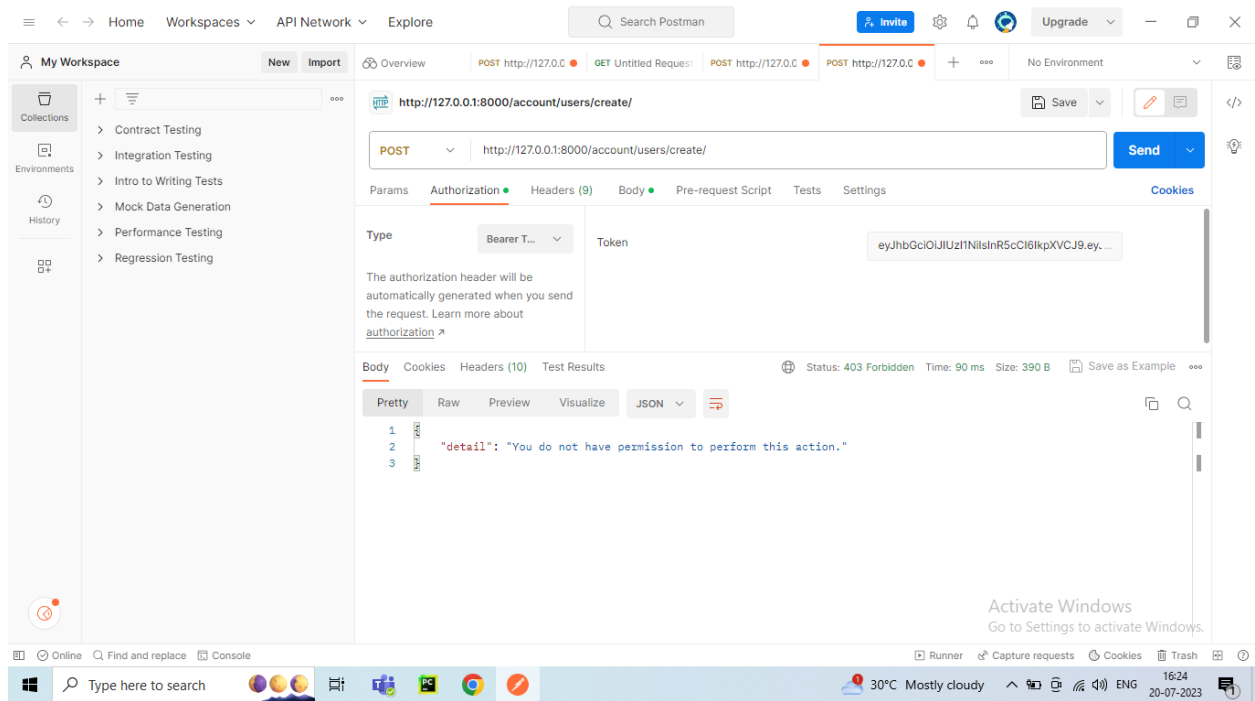 Home Workspaces API Network Explore Search Postman Invite Upgrade
My Workspace New Import Overview POST http://127.0.0 GET Untitled Reques POST http://127.0.0 POST http://127.0.0 No Environment
Collections
Environments
History
Contract Testing
Integration Testing
Intro to Writing Tests
Mock Data Generation
Performance Testing
Regression Testing
HTTP http://127.0.0.1:8000/account/users/create/ Save
POST http://127.0.0.1:8000/account/users/create/ Send
Params Authorization Headers (9) Body Pre-request Script Tests Settings Cookies
Type Bearer T... Token eyJhbGciOiJIUzI1NiIsInR5cCI6IkpXVCJ9.ey. ...
The authorization header will be
automatically generated when you send
the request. Learn more about
authorization ↗
Body Cookies Headers (10) Test Results Status: 403 Forbidden Time: 90 ms Size: 390 B Save as Example
Pretty Raw Preview Visualize JSON
1 {
2 "detail": "You do not have permission to perform this action."
3 }
Activate Windows
Go to Settings to activate Windows.
Online Find and replace Console Runner Capture requests Cookies Trash
Type here to search 30°C Mostly cloudy ENG 16:24
20-07-2023